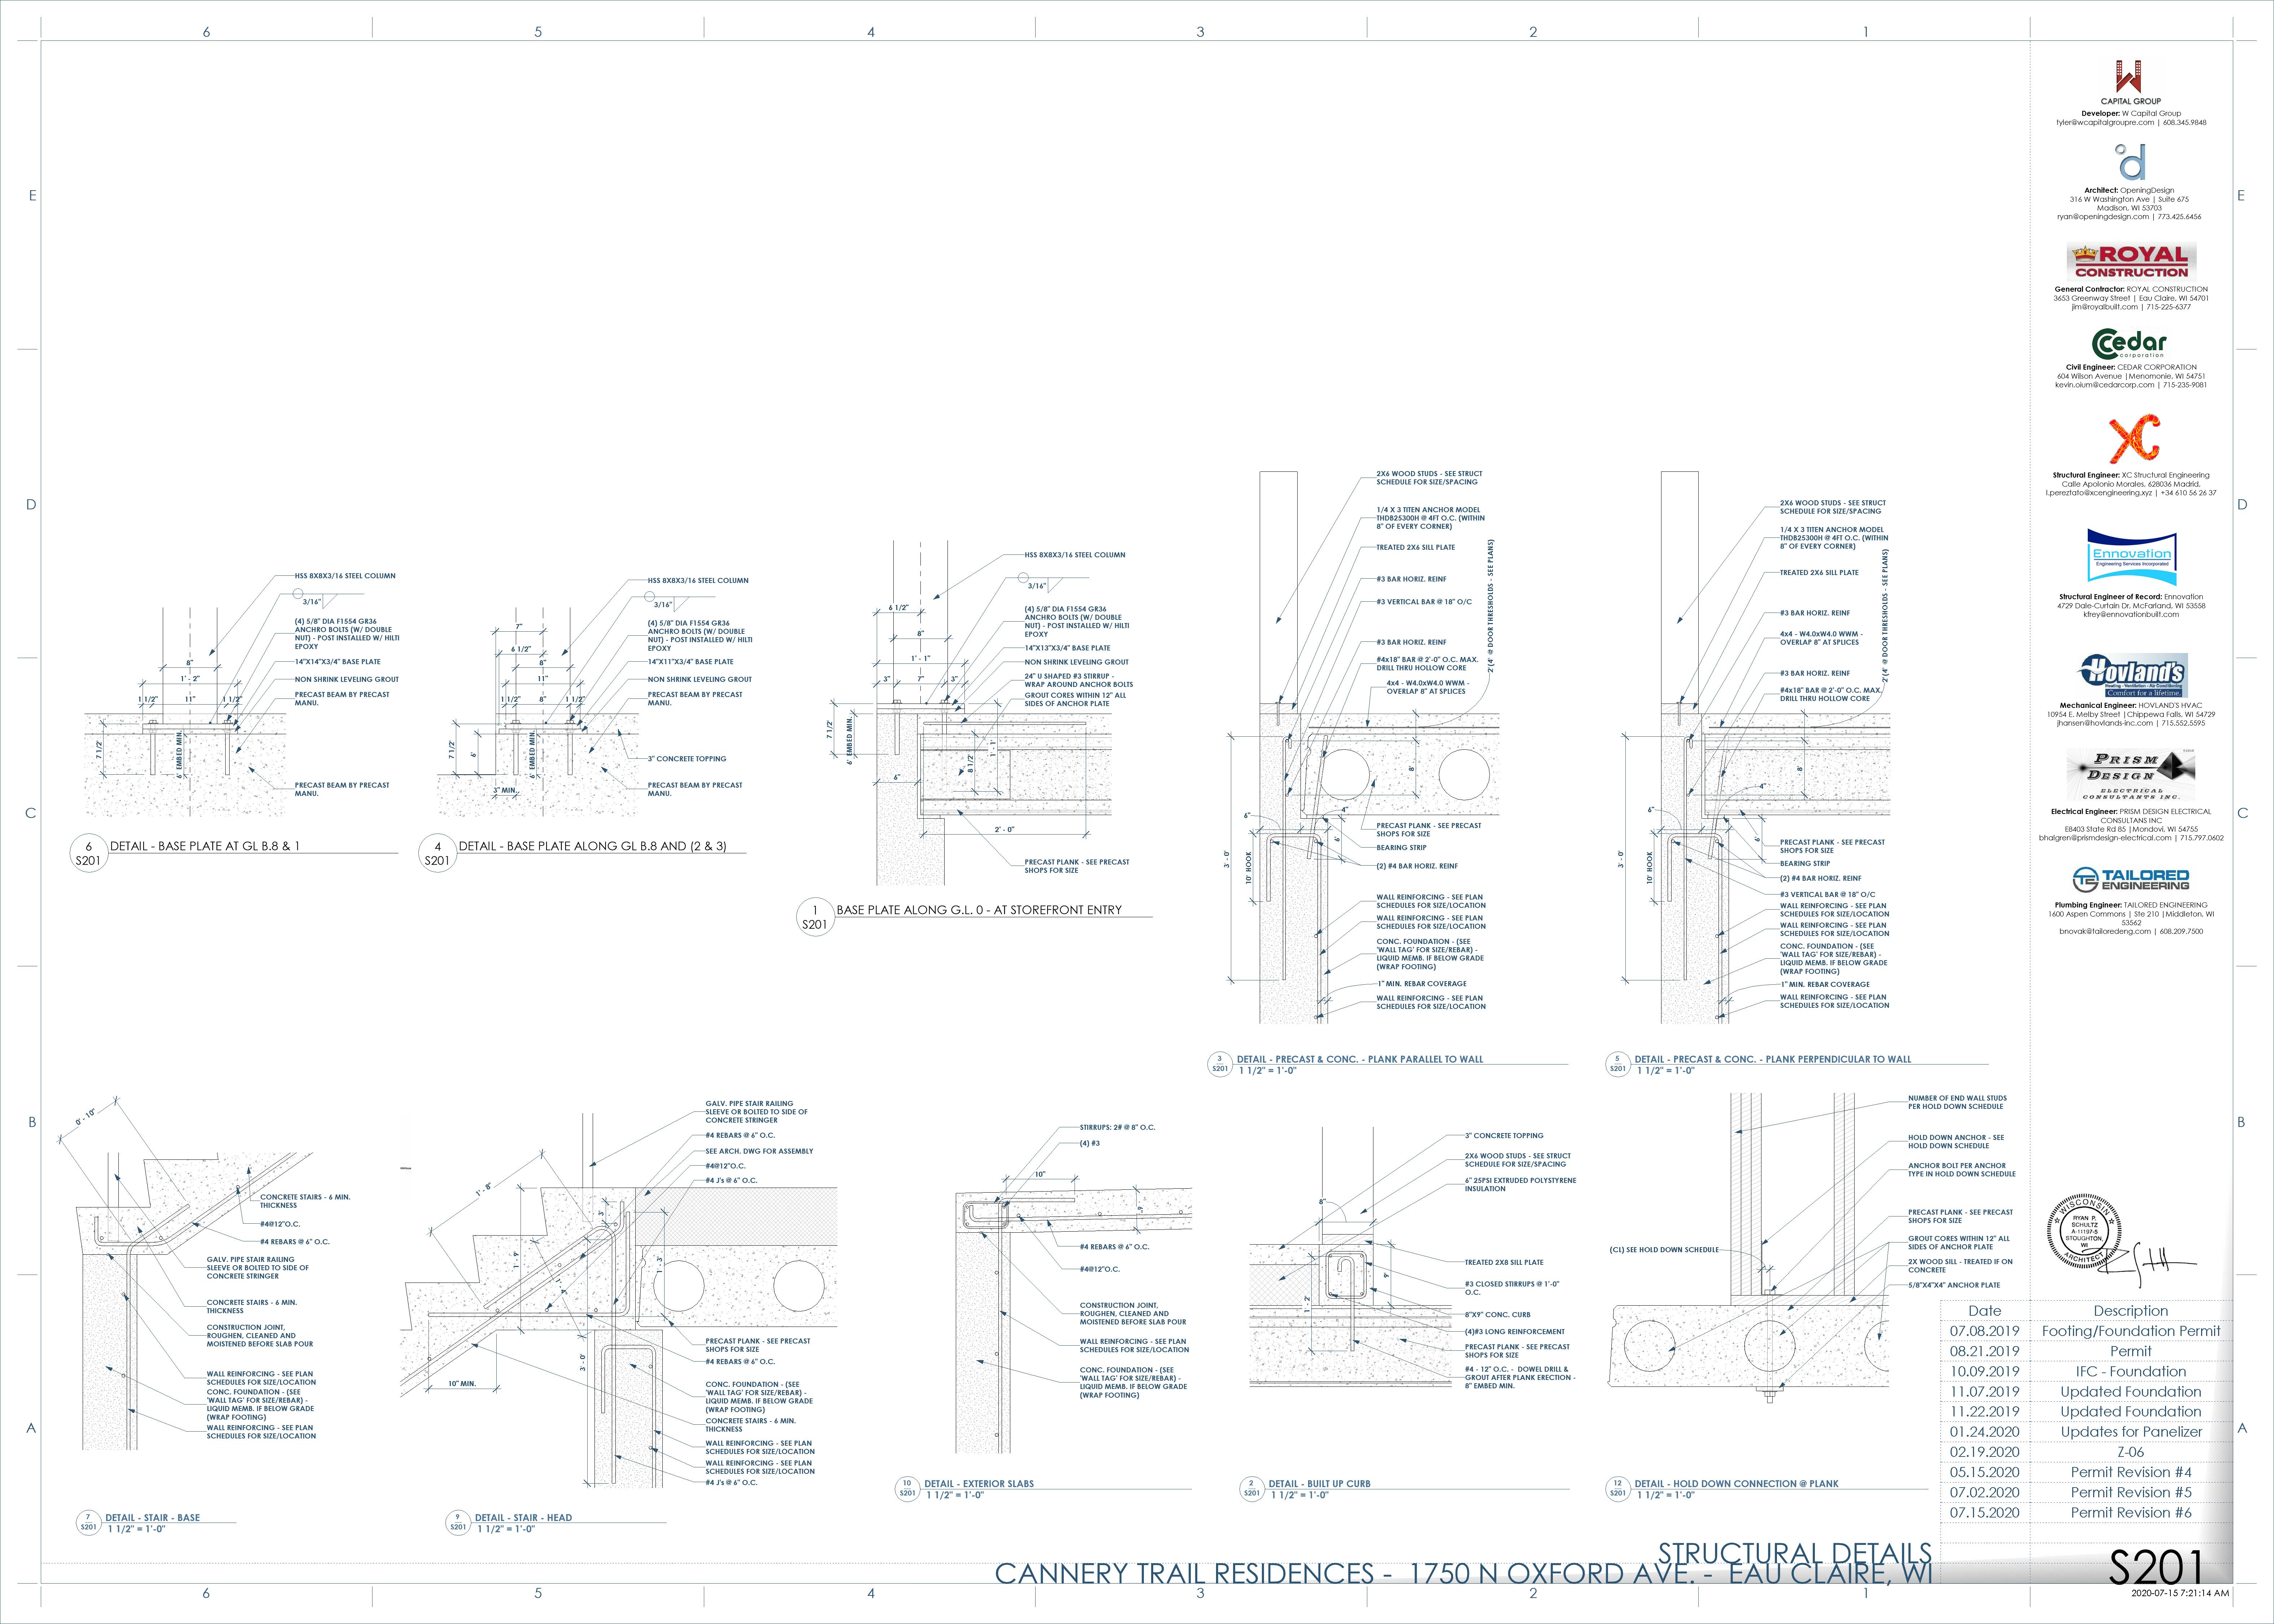 6
5
4
3
2
1
E
D
C
B
A
HSS 8X8X3/16 STEEL COLUMN
3/16"
(4) 5/8" DIA F1554 GR36
ANCHRO BOLTS (W/ DOUBLE
NUT) - POST INSTALLED W/ HILTI
EPOXY
14"X14"X3/4" BASE PLATE
NON SHRINK LEVELING GROUT
PRECAST BEAM BY PRECAST
MANU.
PRECAST BEAM BY PRECAST
MANU.
8"
1' - 2"
1 1/2"
11"
1 1/2"
7 1/2"
6" EMBED MIN.
6
S201
DETAIL - BASE PLATE AT GL B.8 & 1
HSS 8X8X3/16 STEEL COLUMN
3/16"
(4) 5/8" DIA F1554 GR36
ANCHRO BOLTS (W/ DOUBLE
NUT) - POST INSTALLED W/ HILTI
EPOXY
14"X11"X3/4" BASE PLATE
NON SHRINK LEVELING GROUT
PRECAST BEAM BY PRECAST
MANU.
3" CONCRETE TOPPING
PRECAST BEAM BY PRECAST
MANU.
7"
6 1/2"
8"
11"
1 1/2"
8"
1 1/2"
7 1/2"
6"
6" EMBED MIN.
3" MIN.
4
S201
DETAIL - BASE PLATE ALONG GL B.8 AND (2 & 3)
HSS 8X8X3/16 STEEL COLUMN
3/16"
(4) 5/8" DIA F1554 GR36
ANCHRO BOLTS (W/ DOUBLE
NUT) - POST INSTALLED W/ HILTI
EPOXY
14"X13"X3/4" BASE PLATE
NON SHRINK LEVELING GROUT
24" U SHAPED #3 STIRRUP -
WRAP AROUND ANCHOR BOLTS
GROUT CORES WITHIN 12" ALL
SIDES OF ANCHOR PLATE
PRECAST PLANK - SEE PRECAST
SHOPS FOR SIZE
6 1/2"
8"
1' - 1"
3"
7"
3"
7 1/2"
6" EMBED MIN.
6"
8 1/2"
1' - 1"
2' - 0"
1
S201
BASE PLATE ALONG G.L. 0 - AT STOREFRONT ENTRY
2X6 WOOD STUDS - SEE STRUCT
SCHEDULE FOR SIZE/SPACING
1/4 X 3 TITEN ANCHOR MODEL
THDB25300H @ 4FT O.C. (WITHIN
8" OF EVERY CORNER)
TREATED 2X6 SILL PLATE
#3 BAR HORIZ. REINF
#3 VERTICAL BAR @ 18" O/C
#3 BAR HORIZ. REINF
#4x18" BAR @ 2'-0" O.C. MAX.
DRILL THRU HOLLOW CORE
4x4 - W4.0xW4.0 WWM -
OVERLAP 8" AT SPLICES
2"(4" @ DOOR THRESHOLDS - SEE PLANS)
8"
4"
6"
6"
3' - 0"
10" HOOK
PRECAST PLANK - SEE PRECAST
SHOPS FOR SIZE
BEARING STRIP
(2) #4 BAR HORIZ. REINF
WALL REINFORCING - SEE PLAN
SCHEDULES FOR SIZE/LOCATION
WALL REINFORCING - SEE PLAN
SCHEDULES FOR SIZE/LOCATION
CONC. FOUNDATION - (SEE
'WALL TAG' FOR SIZE/REBAR) -
LIQUID MEMB. IF BELOW GRADE
(WRAP FOOTING)
1" MIN. REBAR COVERAGE
WALL REINFORCING - SEE PLAN
SCHEDULES FOR SIZE/LOCATION
3
S201
DETAIL - PRECAST & CONC. - PLANK PARALLEL TO WALL
1 1/2" = 1'-0"
2X6 WOOD STUDS - SEE STRUCT
SCHEDULE FOR SIZE/SPACING
1/4 X 3 TITEN ANCHOR MODEL
THDB25300H @ 4FT O.C. (WITHIN
8" OF EVERY CORNER)
TREATED 2X6 SILL PLATE
#3 BAR HORIZ. REINF
4x4 - W4.0xW4.0 WWM -
OVERLAP 8" AT SPLICES
#3 BAR HORIZ. REINF
#4x18" BAR @ 2'-0" O.C. MAX.
DRILL THRU HOLLOW CORE
2"(4" @ DOOR THRESHOLDS - SEE PLANS)
8"
4"
6"
6"
3' - 0"
10" HOOK
PRECAST PLANK - SEE PRECAST
SHOPS FOR SIZE
BEARING STRIP
(2) #4 BAR HORIZ. REINF
#3 VERTICAL BAR @ 18" O/C
WALL REINFORCING - SEE PLAN
SCHEDULES FOR SIZE/LOCATION
WALL REINFORCING - SEE PLAN
SCHEDULES FOR SIZE/LOCATION
CONC. FOUNDATION - (SEE
'WALL TAG' FOR SIZE/REBAR) -
LIQUID MEMB. IF BELOW GRADE
(WRAP FOOTING)
1" MIN. REBAR COVERAGE
WALL REINFORCING - SEE PLAN
SCHEDULES FOR SIZE/LOCATION
5
S201
DETAIL - PRECAST & CONC. - PLANK PERPENDICULAR TO WALL
1 1/2" = 1'-0"
0' - 10"
CONCRETE STAIRS - 6 MIN.
THICKNESS
#4@12"O.C.
#4 REBARS @ 6" O.C.
GALV. PIPE STAIR RAILING
SLEEVE OR BOLTED TO SIDE OF
CONCRETE STRINGER
CONCRETE STAIRS - 6 MIN.
THICKNESS
CONSTRUCTION JOINT,
ROUGHEN, CLEANED AND
MOISTENED BEFORE SLAB POUR
WALL REINFORCING - SEE PLAN
SCHEDULES FOR SIZE/LOCATION
CONC. FOUNDATION - (SEE
'WALL TAG' FOR SIZE/REBAR) -
LIQUID MEMB. IF BELOW GRADE
(WRAP FOOTING)
WALL REINFORCING - SEE PLAN
SCHEDULES FOR SIZE/LOCATION
7
S201
DETAIL - STAIR - BASE
1 1/2" = 1'-0"
GALV. PIPE STAIR RAILING
SLEEVE OR BOLTED TO SIDE OF
CONCRETE STRINGER
#4 REBARS @ 6" O.C.
SEE ARCH. DWG FOR ASSEMBLY
#4@12"O.C.
#4 J's @ 6" O.C.
1' - 8"
1' - 9"
3"
1' - 3"
3' - 0"
10" MIN.
PRECAST PLANK - SEE PRECAST
SHOPS FOR SIZE
#4 REBARS @ 6" O.C.
CONC. FOUNDATION - (SEE
'WALL TAG' FOR SIZE/REBAR) -
LIQUID MEMB. IF BELOW GRADE
(WRAP FOOTING)
CONCRETE STAIRS - 6 MIN.
THICKNESS
WALL REINFORCING - SEE PLAN
SCHEDULES FOR SIZE/LOCATION
WALL REINFORCING - SEE PLAN
SCHEDULES FOR SIZE/LOCATION
#4 J's @ 6" O.C.
9
S201
DETAIL - STAIR - HEAD
1 1/2" = 1'-0"
STIRRUPS: 2# @ 8" O.C.
(4) #3
10"
#4 REBARS @ 6" O.C.
#4@12"O.C.
CONSTRUCTION JOINT,
ROUGHEN, CLEANED AND
MOISTENED BEFORE SLAB POUR
WALL REINFORCING - SEE PLAN
SCHEDULES FOR SIZE/LOCATION
CONC. FOUNDATION - (SEE
'WALL TAG' FOR SIZE/REBAR) -
LIQUID MEMB. IF BELOW GRADE
(WRAP FOOTING)
10
S201
DETAIL - EXTERIOR SLABS
1 1/2" = 1'-0"
3" CONCRETE TOPPING
2X6 WOOD STUDS - SEE STRUCT
SCHEDULE FOR SIZE/SPACING
6" 25PSI EXTRUDED POLYSTYRENE
INSULATION
8"
9"
1' - 2"
TREATED 2X8 SILL PLATE
#3 CLOSED STIRRUPS @ 1'-0"
O.C.
8"X9" CONC. CURB
(4)#3 LONG REINFORCEMENT
PRECAST PLANK - SEE PRECAST
SHOPS FOR SIZE
#4 - 12" O.C. - DOWEL DRILL &
GROUT AFTER PLANK ERECTION -
8" EMBED MIN.
2
S201
DETAIL - BUILT UP CURB
1 1/2" = 1'-0"
NUMBER OF END WALL STUDS
PER HOLD DOWN SCHEDULE
HOLD DOWN ANCHOR - SEE
HOLD DOWN SCHEDULE
ANCHOR BOLT PER ANCHOR
TYPE IN HOLD DOWN SCHEDULE
PRECAST PLANK - SEE PRECAST
SHOPS FOR SIZE
(CL) SEE HOLD DOWN SCHEDULE
GROUT CORES WITHIN 12" ALL
SIDES OF ANCHOR PLATE
2X WOOD SILL - TREATED IF ON
CONCRETE
5/8"X4"X4" ANCHOR PLATE
12
S201
DETAIL - HOLD DOWN CONNECTION @ PLANK
1 1/2" = 1'-0"
W
CAPITAL GROUP
Developer: W Capital Group
tyler@wcapitalgroupre.com | 608.345.9848
d
Architect: OpeningDesign
316 W Washington Ave | Suite 675
Madison, WI 53703
ryan@openingdesign.com | 773.425.6456
ROYAL
CONSTRUCTION
General Contractor: ROYAL CONSTRUCTION
3653 Greenway Street | Eau Claire, WI 54701
jim@royalbuilt.com | 715-225-6377
Cedar
corporation
Civil Engineer: CEDAR CORPORATION
604 Wilson Avenue |Menomonie, WI 54751
kevin.oium@cedarcorp.com | 715-235-9081
XC
Structural Engineer: XC Structural Engineering
Calle Apolonio Morales, 628036 Madrid,
l.pereztato@xcengineering.xyz | +34 610 56 26 37
Ennovation
Engineering Services Incorporated
Structural Engineer of Record: Ennovation
4729 Dale-Curtain Dr, McFarland, WI 53558
kfrey@ennovationbuilt.com
Hovland's
Heating - Ventilation - Air Conditioning
Comfort for a lifetime.
Mechanical Engineer: HOVLAND'S HVAC
10954 E. Melby Street |Chippewa Falls, WI 54729
jhansen@hovlands-inc.com | 715.552.5595
PRISM
DESIGN
ELECTRICAL
CONSULTANTS INC.
Electrical Engineer: PRISM DESIGN ELECTRICAL
CONSULTANS INC
E8403 State Rd 85 |Mondovi, WI 54755
bhalgren@prismdesign-electrical.com | 715.797.0602
TE TAILORED
ENGINEERING
Plumbing Engineer: TAILORED ENGINEERING
1600 Aspen Commons | Ste 210 |Middleton, WI
53562
bnovak@tailoredeng.com | 608.209.7500
WISCONSIN
RYAN P.
SCHULTZ
A-11197-5
STOUGHTON,
WI
ARCHITECT
Date Description
07.08.2019 Footing/Foundation Permit
08.21.2019 Permit
10.09.2019 IFC - Foundation
11.07.2019 Updated Foundation
11.22.2019 Updated Foundation
01.24.2020 Updates for Panelizer
02.19.2020 Z-06
05.15.2020 Permit Revision #4
07.02.2020 Permit Revision #5
07.15.2020 Permit Revision #6
STRUCTURAL DETAILS
CANNERY TRAIL RESIDENCES - 1750 N OXFORD AVE. - EAU CLAIRE, WI
S201
2020-07-15 7:21:14 AM
6
5
4
3
2
1
E
D
C
B
A